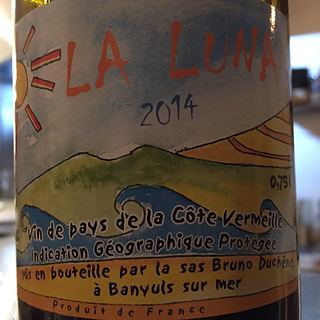 LA LUNA
2014
0,75 l
Vin de pays de la Côte Vermeille
Indication Géographique Protégée
Mis en bouteille par la sas Bruno Duchêne
à Banyuls sur mer
Produit de France